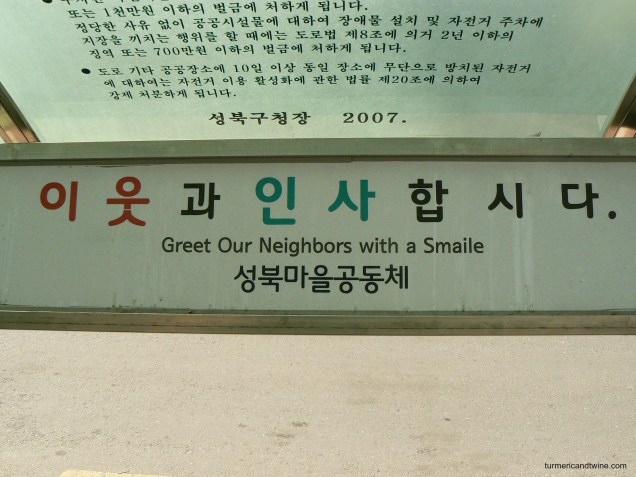 또는 1천만원 이하의 벌금에 처하게 됩니다.
정당한 사유 없이 공공시설물에 대하여 장애물 설치 및 자전거 주차에
지장을 끼치는 행위를 할 때에는 도로법 제8조에 의거 2년 이하의
징역 또는 700만원 이하의 벌금에 처하게 됩니다.
● 도로 기타 공공장소에 10일 이상 동일 장소에 무단으로 방치된 자전거
에 대하여는 자전거 이용 활성화에 관한 법률 제20조에 의하여
강제 처분하게 됩니다.
성북구청장 2007.
이웃과 인사합시다.
Greet Our Neighbors with a Smaile
성북마을공동체
turmericandtwine.com